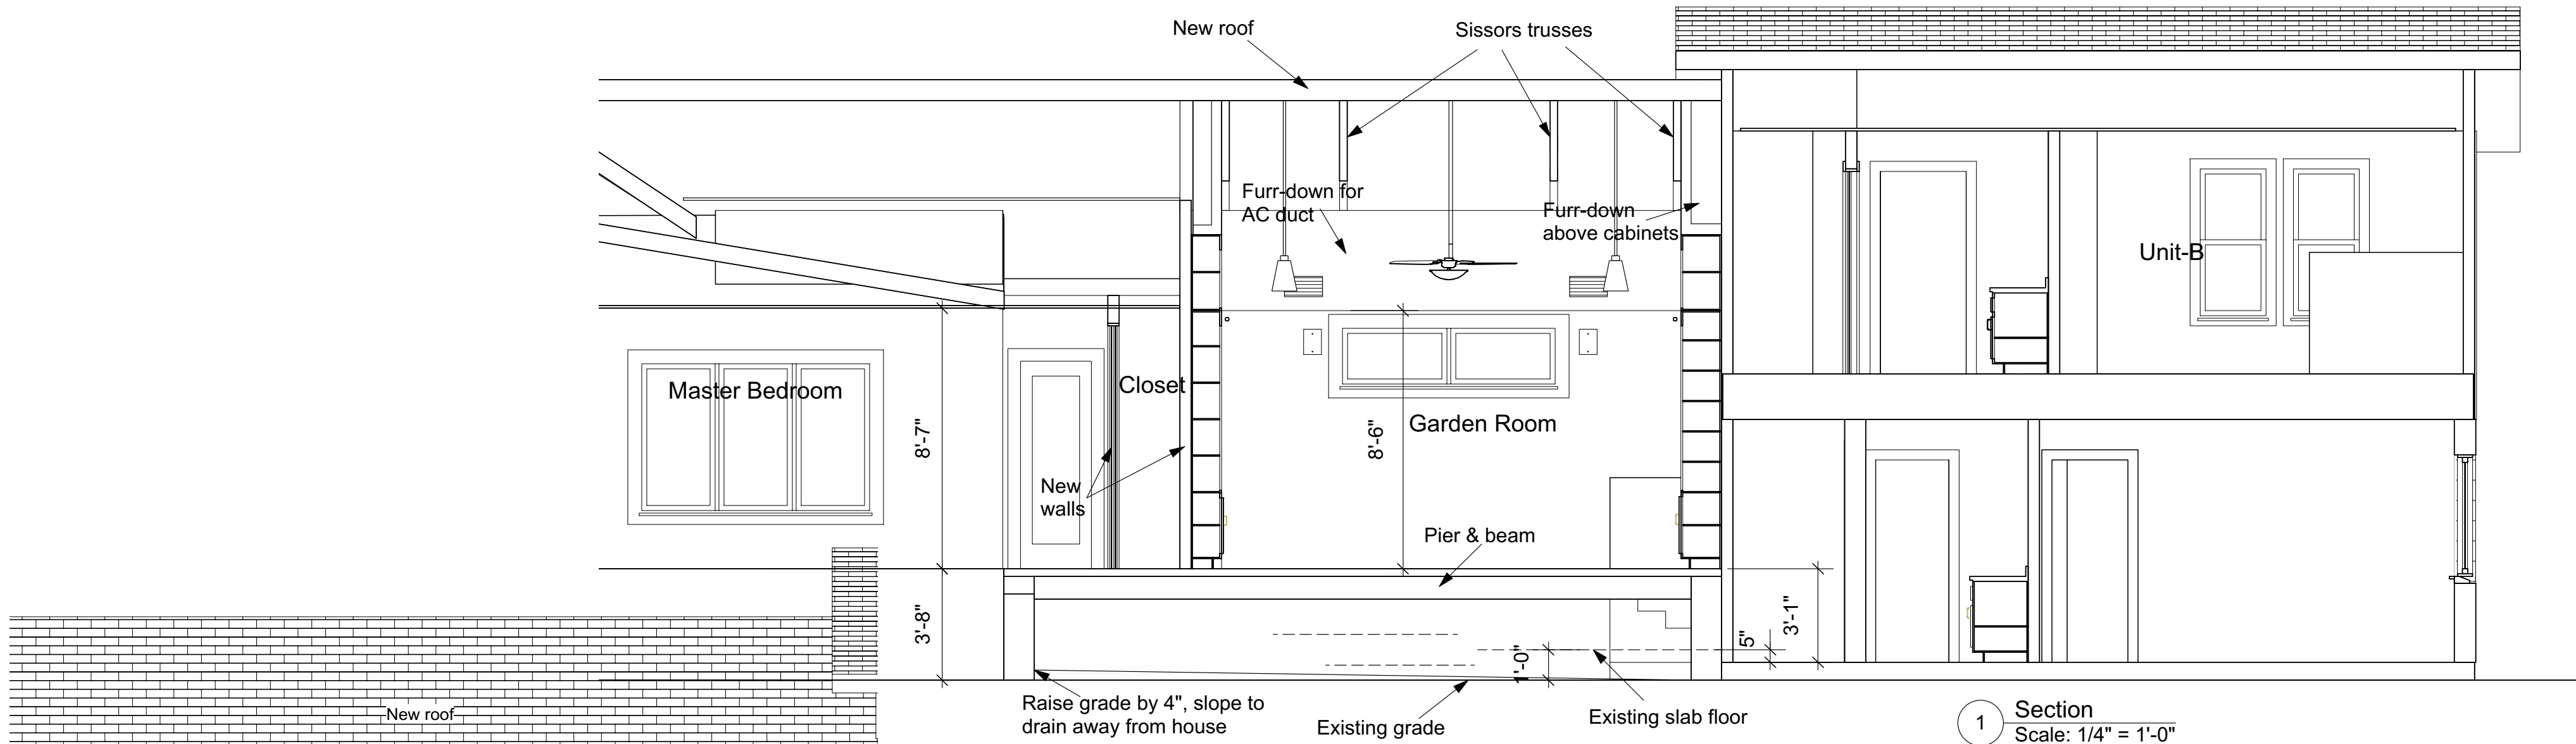 New roof
Sissors trusses
Furr-down for
AC duct
Furr-down
above cabinets
Unit-B
Master Bedroom
Closet
8'-7"
8'-6"
Garden Room
New
walls
Pier & beam
3'-8"
1'-0"
5"
3'-1"
Raise grade by 4", slope to
drain away from house
Existing grade
Existing slab floor
New roof
1
Section
Scale: 1/4" = 1'-0"